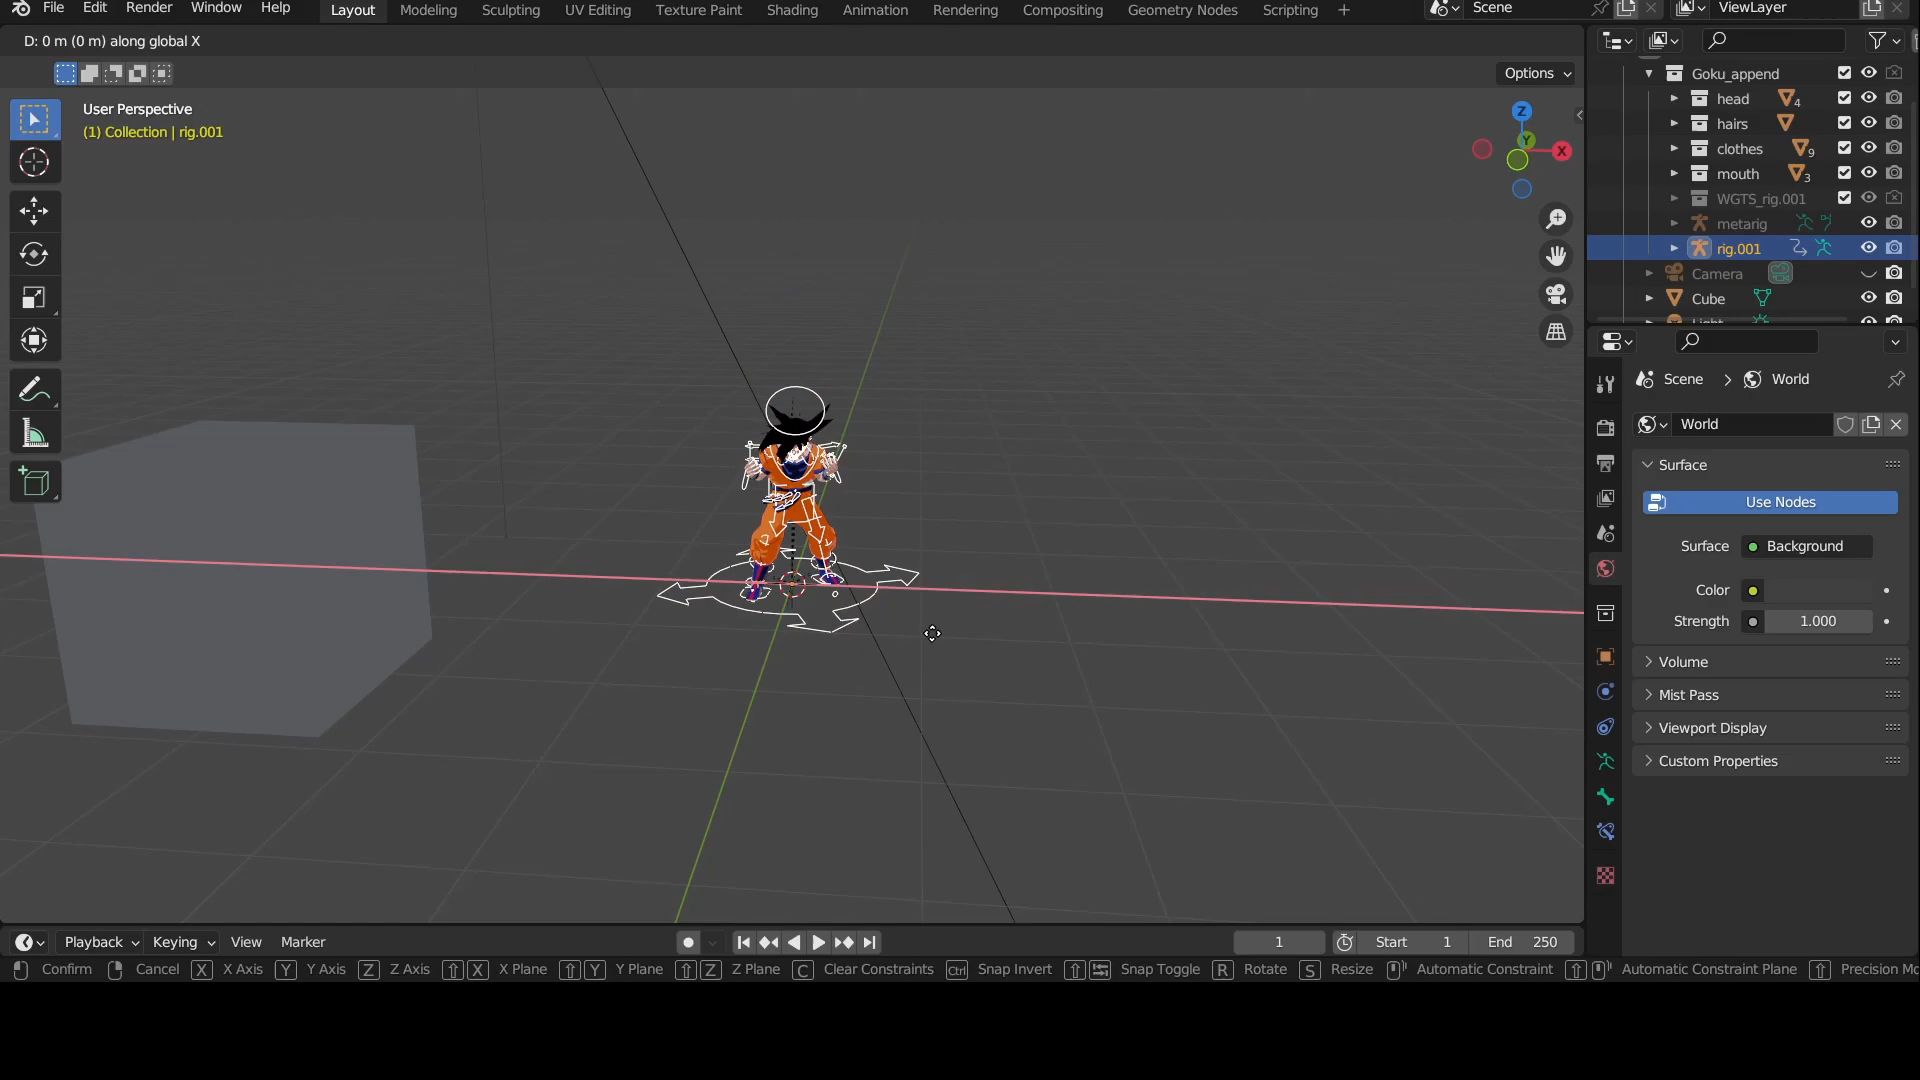 File Edit Render Window Help Layout Modeling Sculpting UV Editing Texture Paint Shading Animation Rendering Compositing Geometry Nodes Scripting + Scene ViewLayer
D: 0 m (0 m) along global X
Options
User Perspective
(1) Collection | rig.001
Z
Y
X
Goku_append
head 4
hairs
clothes 9
mouth 3
WGTS_rig.001
metarig
rig.001
Camera
Cube
Scene > World
World
Surface
Use Nodes
Surface Background
Color
Strength 1.000
Volume
Mist Pass
Viewport Display
Custom Properties
Playback Keying View Marker 1 Start 1 End 250
Confirm Cancel X X Axis Y Y Axis Z Z Axis X X Plane Y Y Plane Z Z Plane C Clear Constraints Ctrl Snap Invert Snap Toggle R Rotate S Resize Automatic Constraint Automatic Constraint Plane Precision Mo